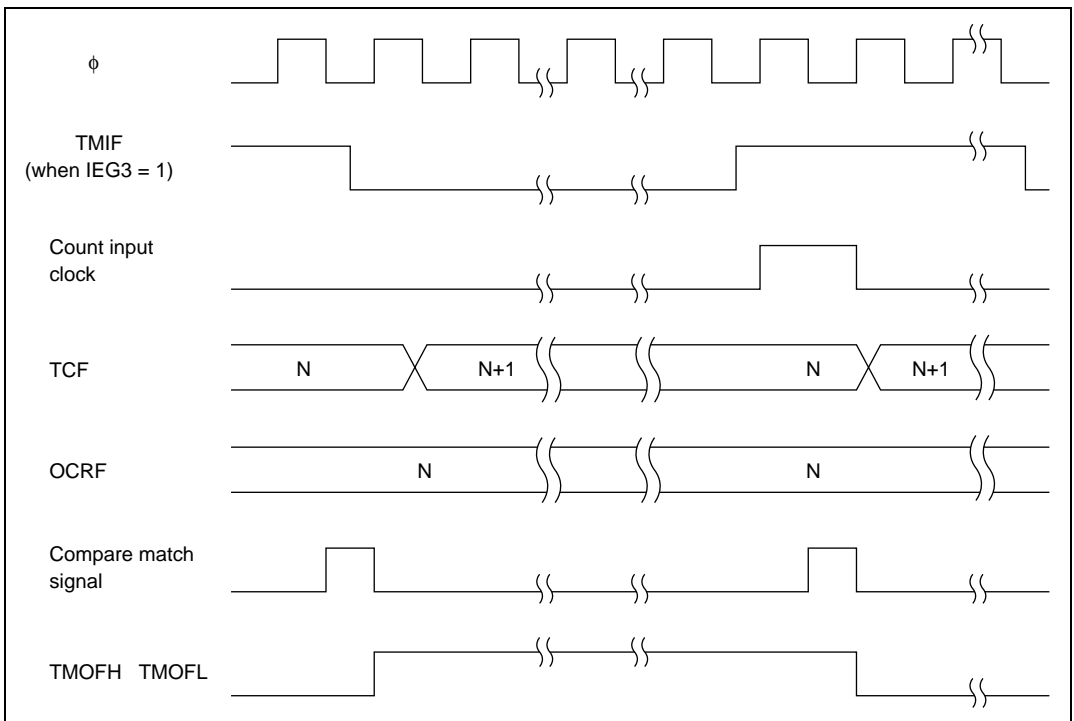 ϕ
TMIF
(when IEG3 = 1)
Count input
clock
TCF
N
N+1
N
N+1
OCRF
N
N
Compare match
signal
TMOFH TMOFL